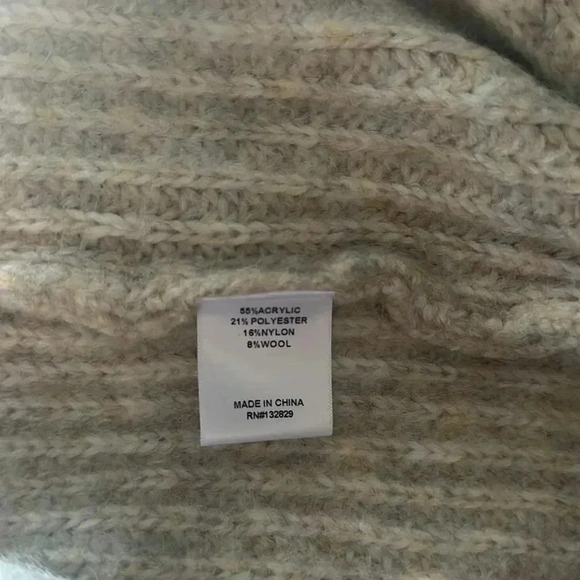 55%ACRYLIC
21% POLYESTER
16%NYLON
8%WOOL
MADE IN CHINA
RN#132829